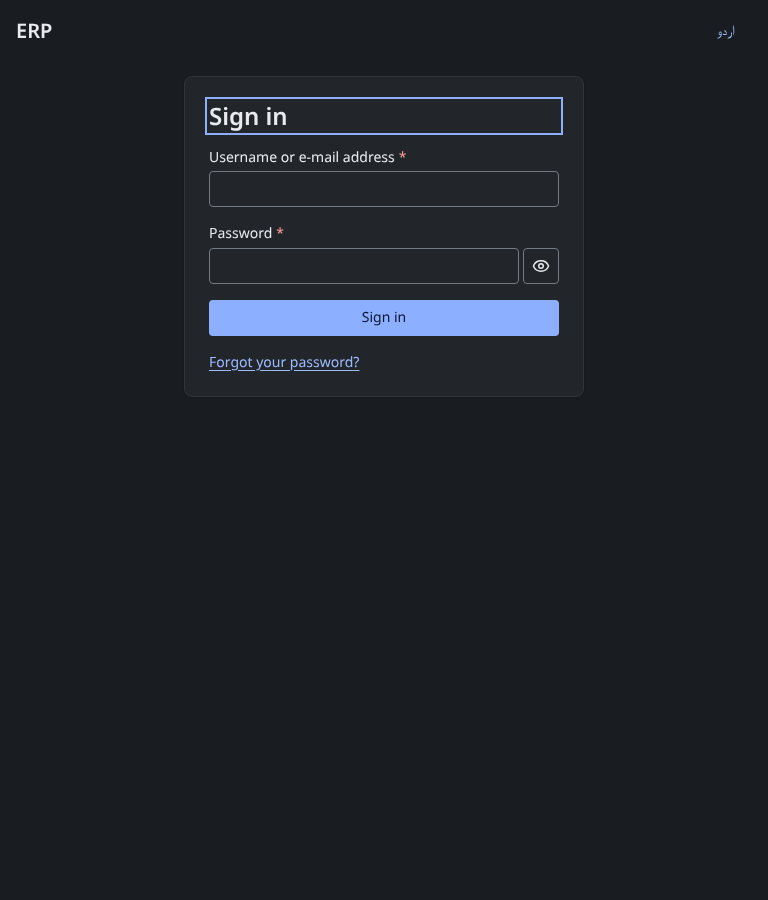 ERP
اردو
Sign in
Username or e-mail address *
Password *
Sign in
Forgot your password?